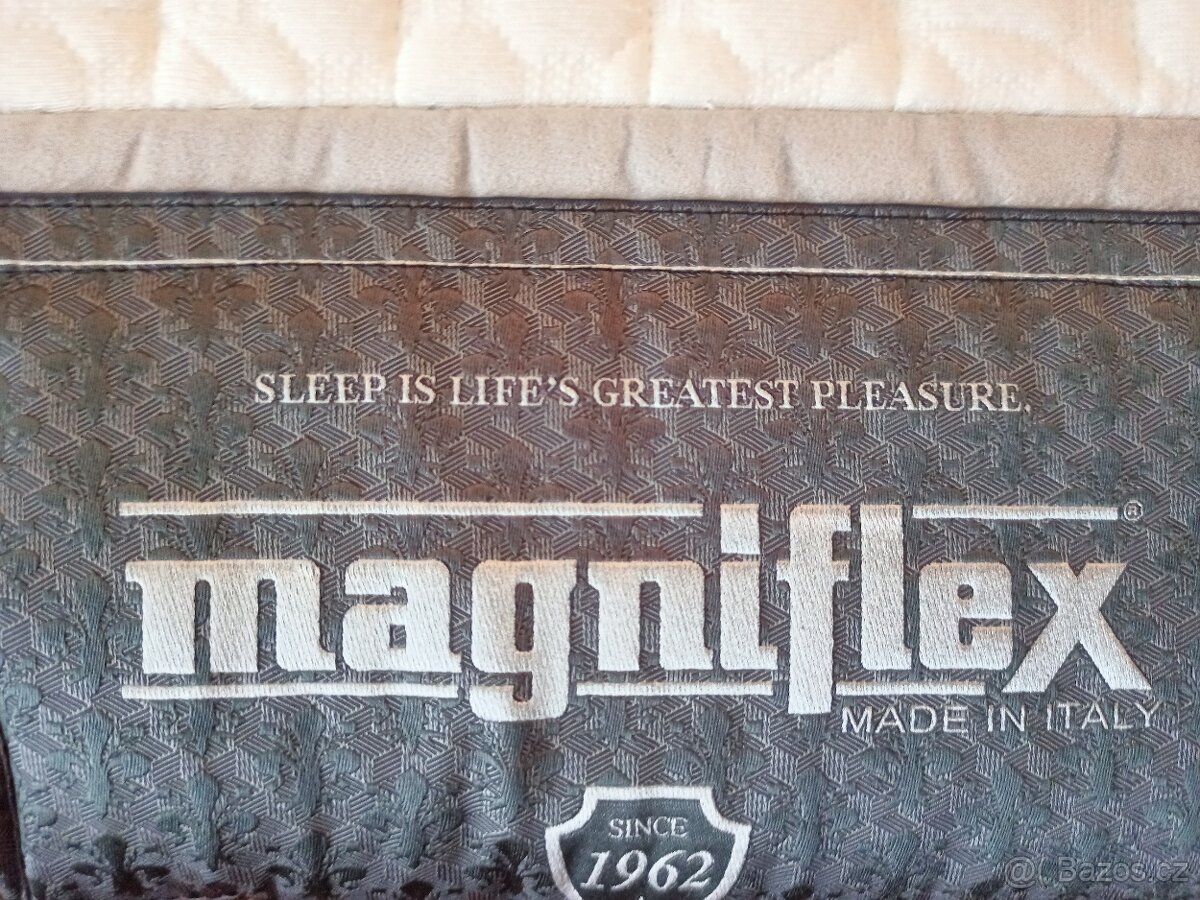 SLEEP IS LIFE'S GREATEST PLEASURE.
magniflex®
MADE IN ITALY
SINCE
1962
@ Bazos.cz